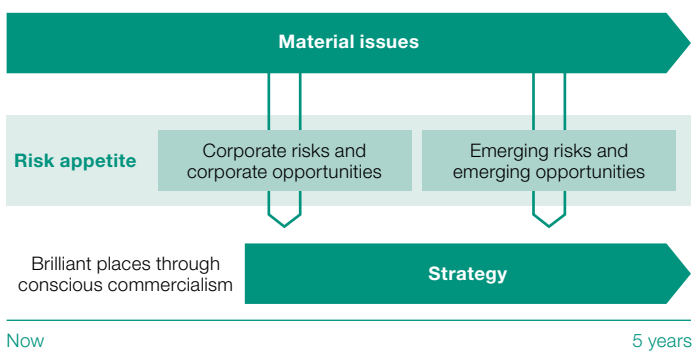 Material issues
Risk appetite
Corporate risks and
corporate opportunities
Emerging risks and
emerging opportunities
Brilliant places through
conscious commercialism
Strategy
Now
5 years